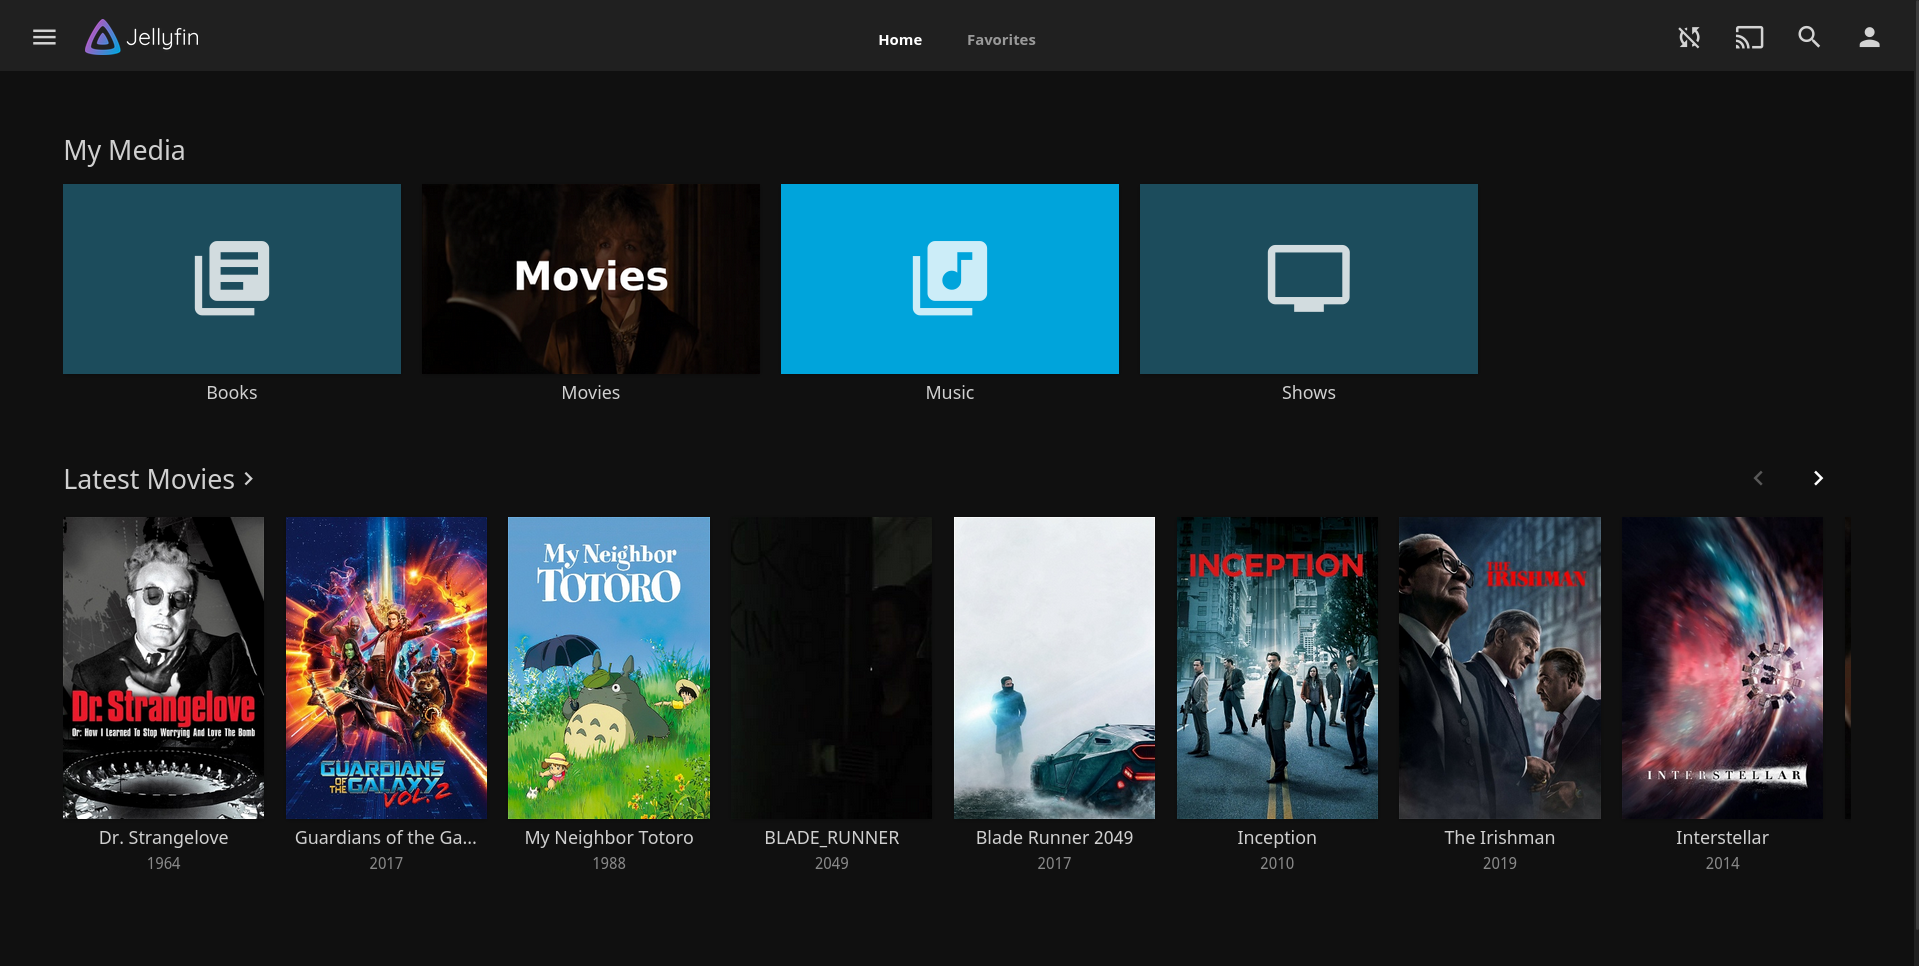 Jellyfin
Home
Favorites
My Media
Movies
Books
Movies
Music
Shows
Latest Movies
Dr. Strangelove
Or: How I Learned To Stop Worrying And Love The Bomb
GUARDIANS
OF THE
GALAXY
VOL. 2
My Neighbor
TOTORO
INCEPTION
THE
IRISHMAN
INTERSTELLAR
Dr. Strangelove
Guardians of the Ga...
My Neighbor Totoro
BLADE_RUNNER
Blade Runner 2049
Inception
The Irishman
Interstellar
1964
2017
1988
2049
2017
2010
2019
2014